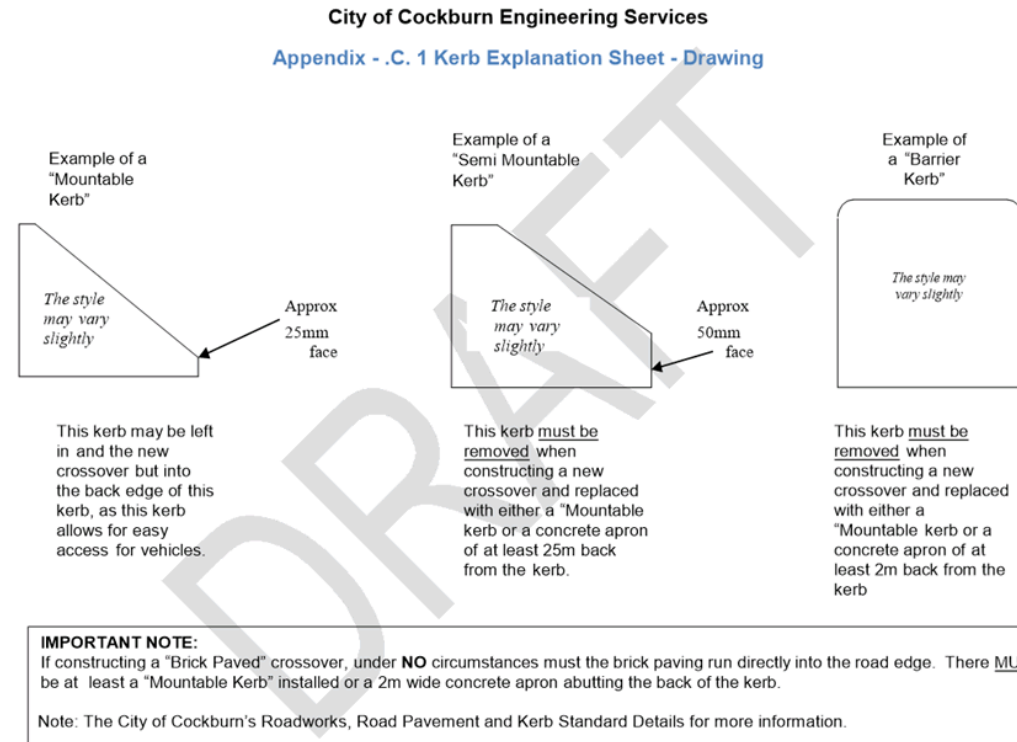 City of Cockburn Engineering Services
Appendix - .C. 1 Kerb Explanation Sheet - Drawing
Example of a
“Mountable
Kerb”
The style
may vary
slightly
Approx
25mm
face
This kerb may be left
in and the new
crossover but into
the back edge of this
kerb, as this kerb
allows for easy
access for vehicles.
Example of a
“Semi Mountable
Kerb”
The style
may vary
slightly
Approx
50mm
face
This kerb must be
removed when
constructing a new
crossover and replaced
with either a “Mountable
kerb or a concrete apron
of at least 25m back
from the kerb.
Example of
a “Barrier
Kerb”
The style may
vary slightly
This kerb must be
removed when
constructing a new
crossover and replaced
with either a
“Mountable kerb or a
concrete apron of at
least 2m back from the
kerb
DRAFT
IMPORTANT NOTE:
If constructing a “Brick Paved” crossover, under NO circumstances must the brick paving run directly into the road edge. There MU
be at least a “Mountable Kerb” installed or a 2m wide concrete apron abutting the back of the kerb.
Note: The City of Cockburn’s Roadworks, Road Pavement and Kerb Standard Details for more information.